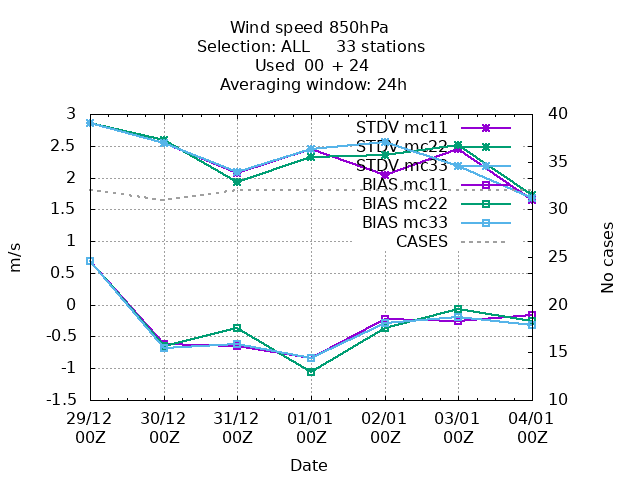 Wind speed 850hPa
Selection: ALL 33 stations
Used 00 + 24
Averaging window: 24h
3
2.5
2
1.5
1
0.5
0
-0.5
-1
-1.5
m/s
40
35
30
25
20
15
10
No cases
STDV mc11
STDV mc22
STDV mc33
BIAS mc11
BIAS mc22
BIAS mc33
CASES
29/12 30/12 31/12 01/01 02/01 03/01 04/01
00Z 00Z 00Z 00Z 00Z 00Z 00Z
Date